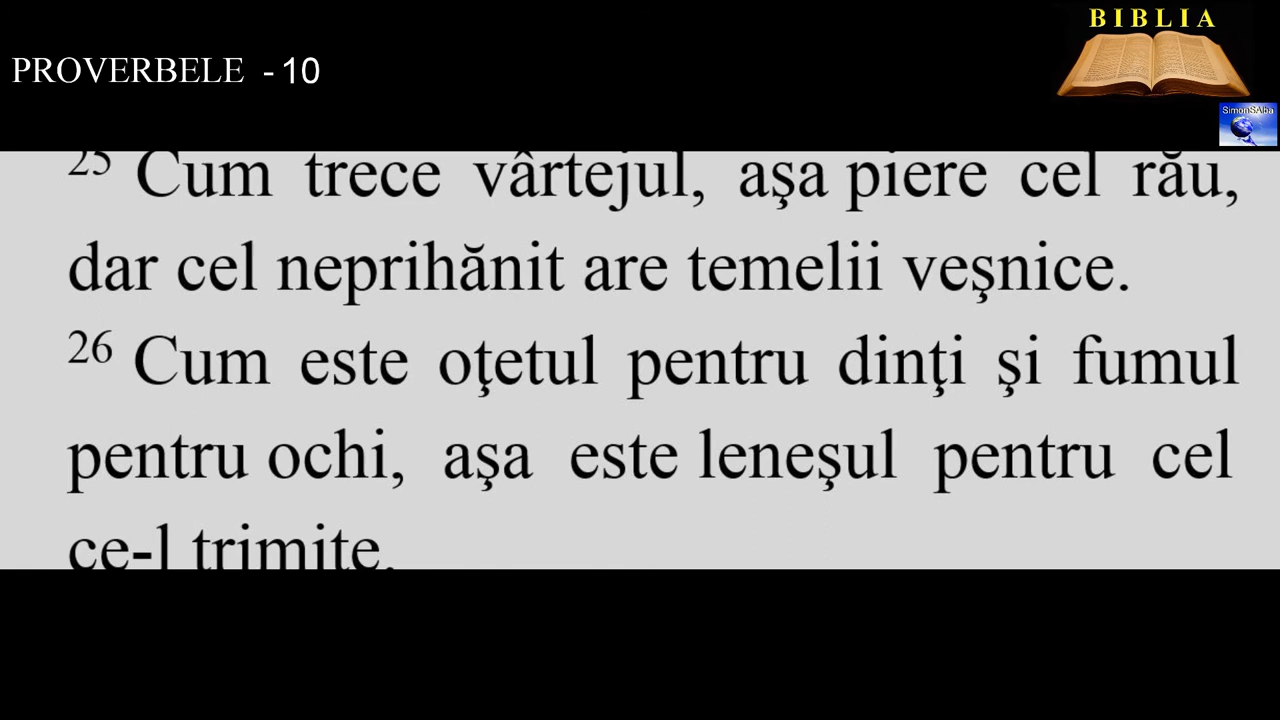 BIBLIA
PROVERBELE - 10
SimonSAlba
25 Cum trece vârtejul, aşa piere cel rău,
dar cel neprihănit are temelii veşnice.
26 Cum este oţetul pentru dinţi şi fumul
pentru ochi, aşa este leneşul pentru cel
ce-l trimite.